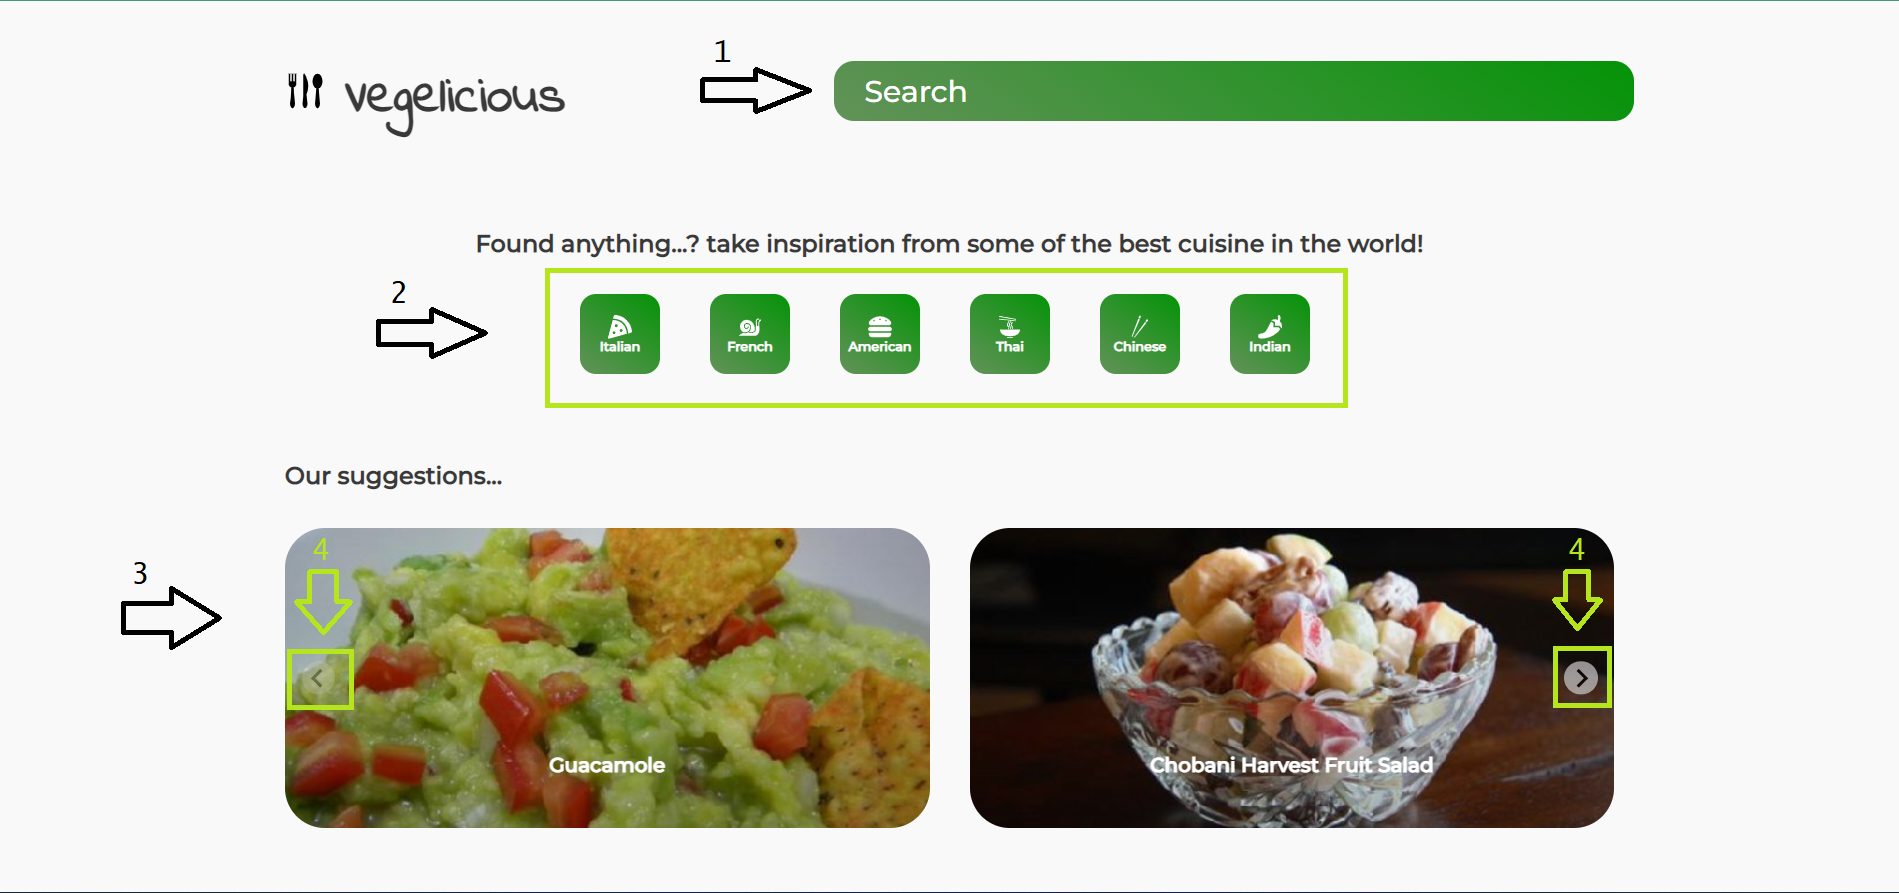 1
vegelicious
Search
Found anything...? take inspiration from some of the best cuisine in the world!
2
Italian
French
American
Thai
Chinese
Indian
Our suggestions...
3
4
4
Guacamole
Chobani Harvest Fruit Salad